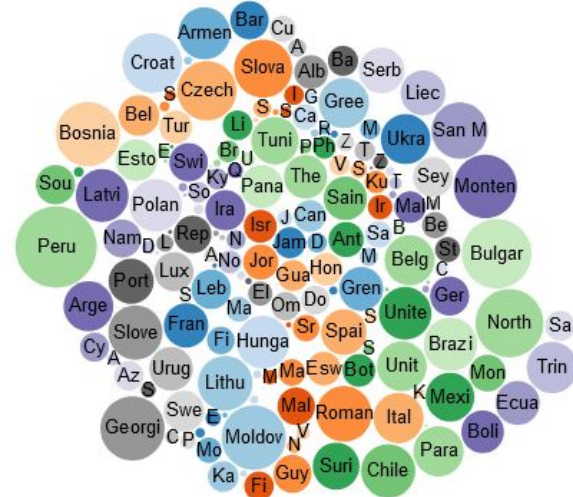 Bar
Cu
Armen
A
Croat
Slova
Alb
Ba
Serb
Czech
S
I
G
Liec
Bel
S
S
Ca
Gree
Bosnia
Tur
Li
R
M
Ukra
San M
Tuni
P
Ph
Z
T
Esto
E
Br
U
V
S
Z
Sou
Swi
Ky
Q
The
Ku
T
Sey
Latvi
So
Pana
Sain
Monten
Polan
Ira
Ir
Mal
M
Peru
Nam
D
L
Rep
N
Isr
J
Can
Sa
B
Be
Jam
D
Ant
St
A
No
M
Belg
C
Bulgar
Port
Lux
Jor
Gua
Hon
Leb
Gren
Ger
S
El
Do
Arge
Ma
Om
Unite
North
Slove
Fran
Sr
S
Sa
Cy
Fi
Hunga
Spai
Brazi
A
S
Az
Urug
M
Ma
Esw
Bot
Unit
Mon
Trin
S
Lithu
K
Mexi
Ecua
Swe
E
Mal
Roman
Ital
Georgi
C
P
Moldov
V
Boli
Mo
N
Para
Ka
Fi
Guy
Suri
Chile